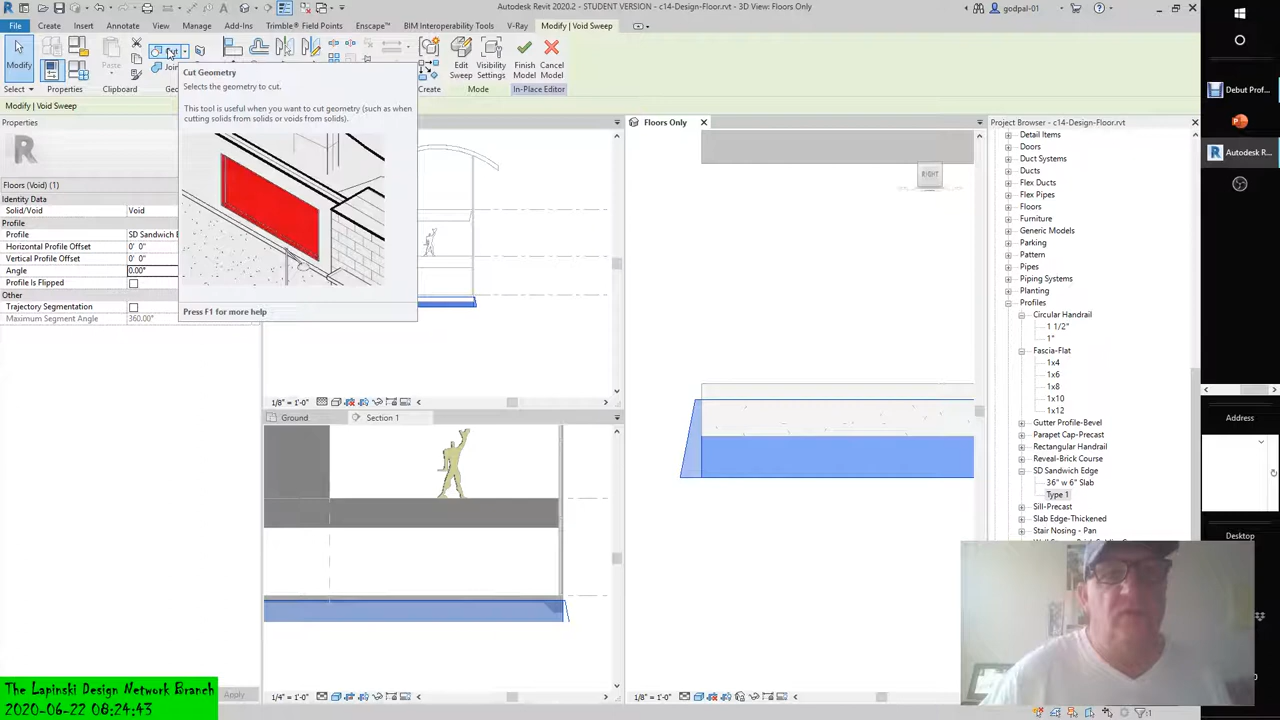 STUDENT VERSION
Autodesk Revit 2020.2 - STUDENT VERSION - c14-Design-Floor.rvt - 3D View: Floors Only
godpal-01
File
Create
Insert
Annotate
View
Manage
Add-Ins
Trimble® Field Points
Enscape™
BIM Interoperability Tools
V-Ray
Modify | Void Sweep
Modify
Paste
Cut
Join
Edit
Sweep
Visibility
Settings
Finish
Model
Cancel
Model
Select
Properties
Clipboard
Create
Mode
In-Place Editor
Modify | Void Sweep
Cut Geometry
Selects the geometry to cut.
This tool is useful when you want to cut geometry (such as when
cutting solids from solids or voids from solids).
Press F1 for more help
Properties
Floors (Void) (1)
Identity Data
Solid/Void
Void
Profile
Profile
SD Sandwich E
Horizontal Profile Offset
0' 0"
Vertical Profile Offset
0' 0"
Angle
0.00°
Profile Is Flipped
Other
Trajectory Segmentation
Maximum Segment Angle
360.00°
Apply
1/8" = 1'-0"
Ground
Section 1
1/4" = 1'-0"
Floors Only
RIGHT
1/8" = 1'-0"
Project Browser - c14-Design-Floor.rvt
Detail Items
Doors
Duct Systems
Ducts
Flex Ducts
Flex Pipes
Floors
Furniture
Generic Models
Parking
Pattern
Pipes
Piping Systems
Planting
Profiles
Circular Handrail
1 1/2"
1"
Fascia-Flat
1x4
1x6
1x8
1x10
1x12
Gutter Profile-Bevel
Parapet Cap-Precast
Rectangular Handrail
Reveal-Brick Course
SD Sandwich Edge
36" w 6" Slab
Type 1
Sill-Precast
Slab Edge-Thickened
Stair Nosing - Pan
Debut Prof...
Autodesk R...
Address
Desktop
The Lapinski Design Network Branch
2020-06-22 08:24:43